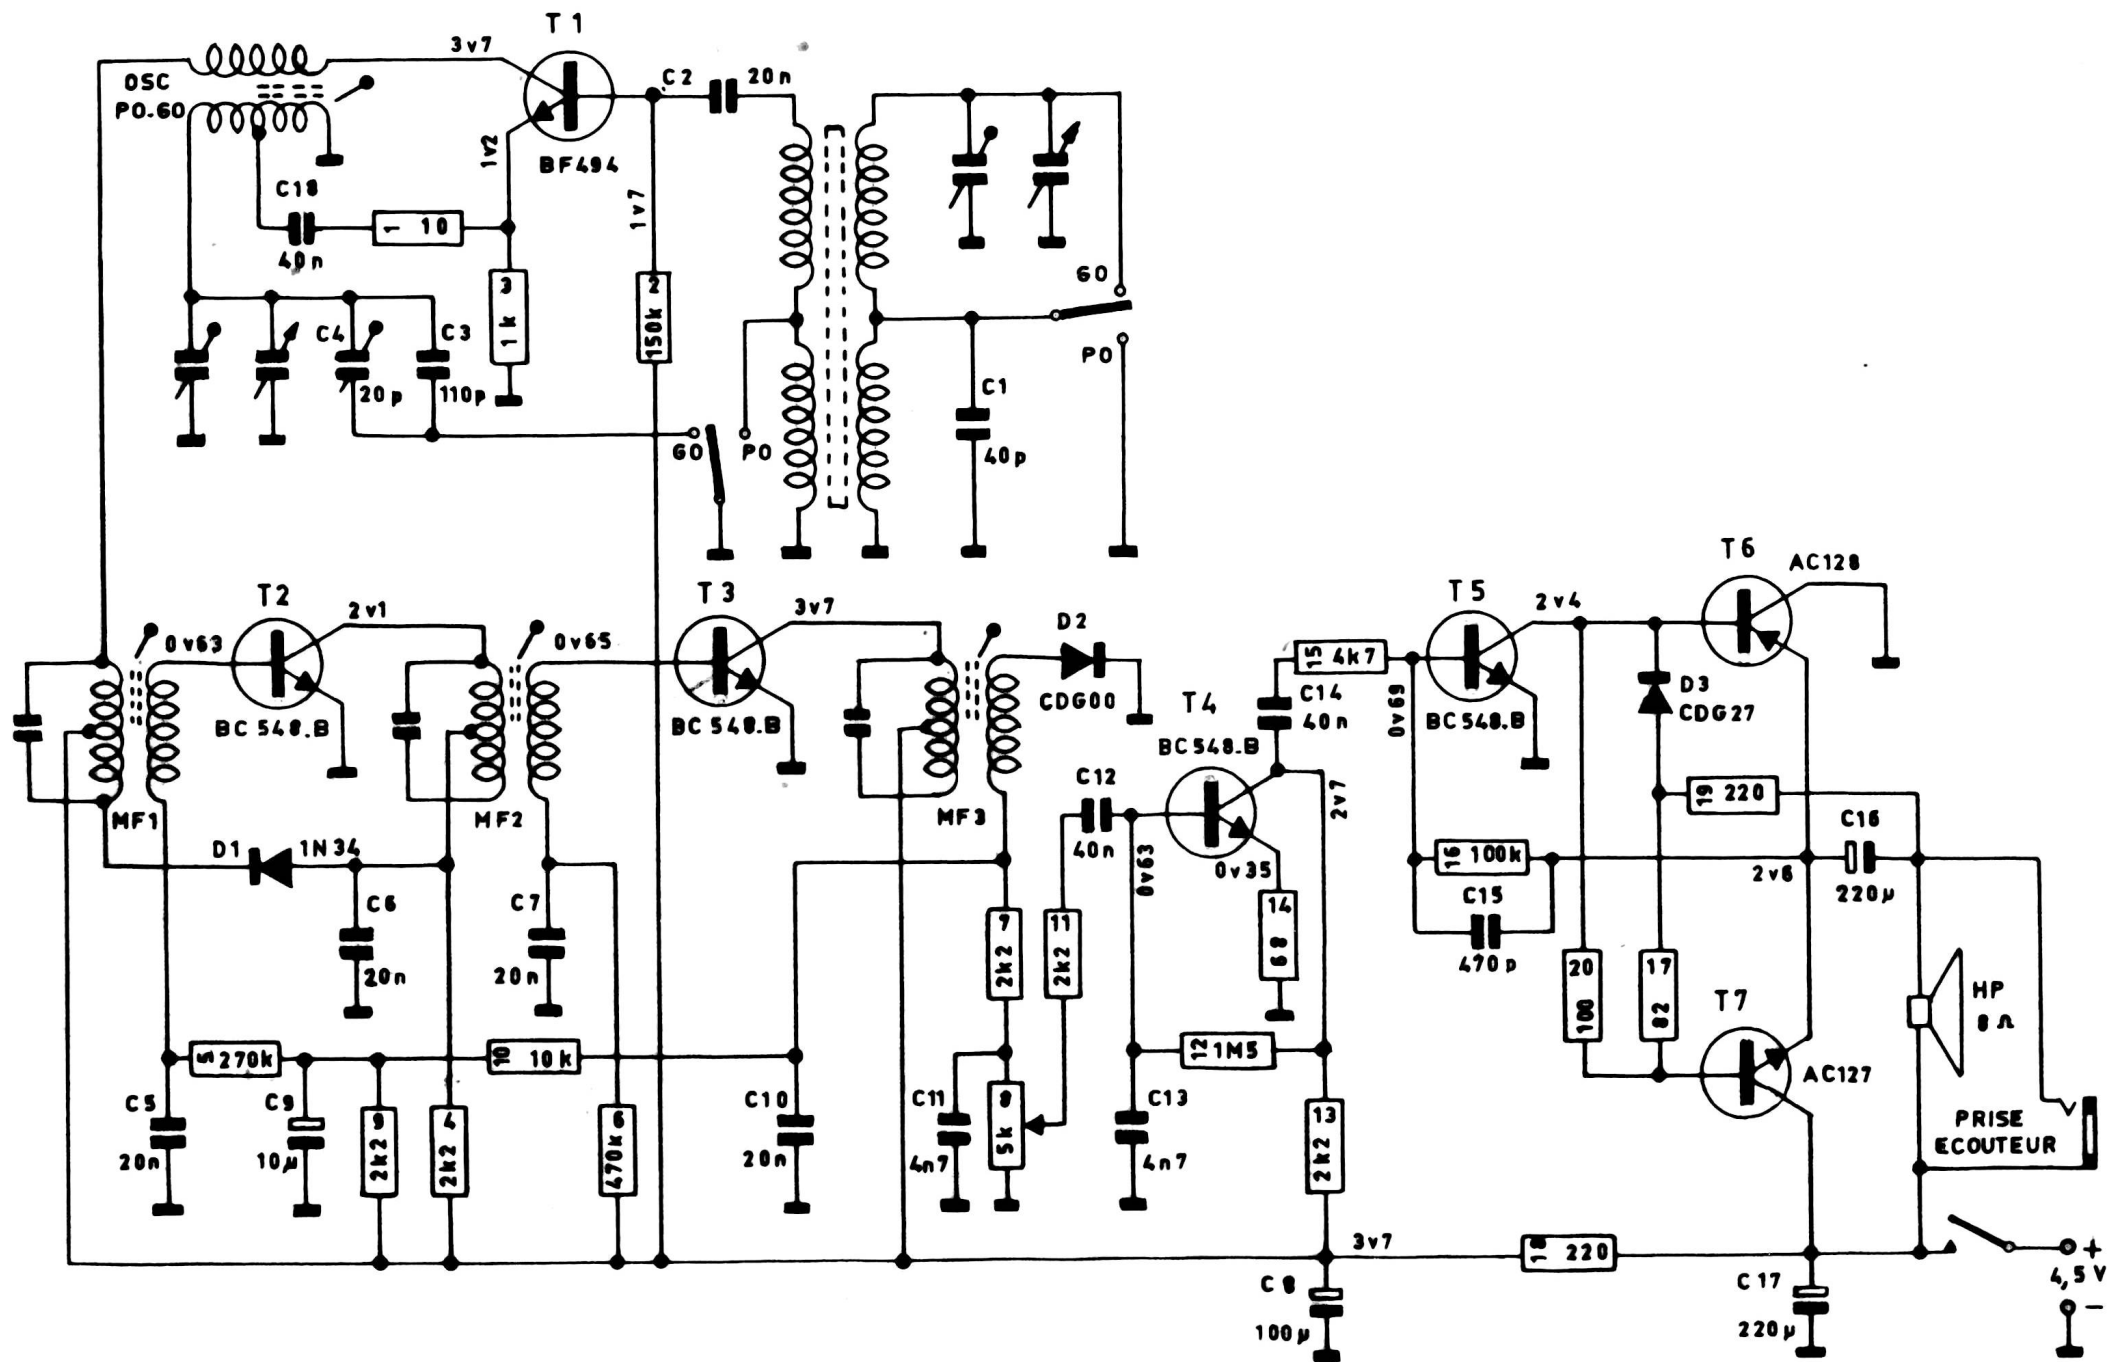 T1
3v7
OSC
PO.GO
C2
20n
1v2
BF494
C18
1 10
40n
1v7
3
1k
2
150k
C4
C3
20p
110p
GO
PO
C1
40p
GO
PO
T2
2v1
0v63
BC548.B
MF1
D1
1N34
T3
3v7
0v65
BC548.B
MF2
C6
20n
C7
20n
D2
CDG00
MF3
T4
BC548.B
C12
40n
0v63
0v35
2v7
C14
40n
15 4k7
0v69
T5
2v4
BC548.B
T6
AC128
D3
CDG27
19 220
16 100k
C15
470p
2v6
C16
220µ
7
2k2
11
2k2
14
68
20
100
17
82
T7
AC127
HP
8Ω
PRISE
ECOUTEUR
5 270k
C5
20n
C9
10µ
9
2k2
4
2k2
10 10k
6
470k
C10
20n
C11
4n7
8
5k
12 1M5
C13
4n7
13
2k2
3v7
18 220
C8
100µ
C17
220µ
+
4,5V
-